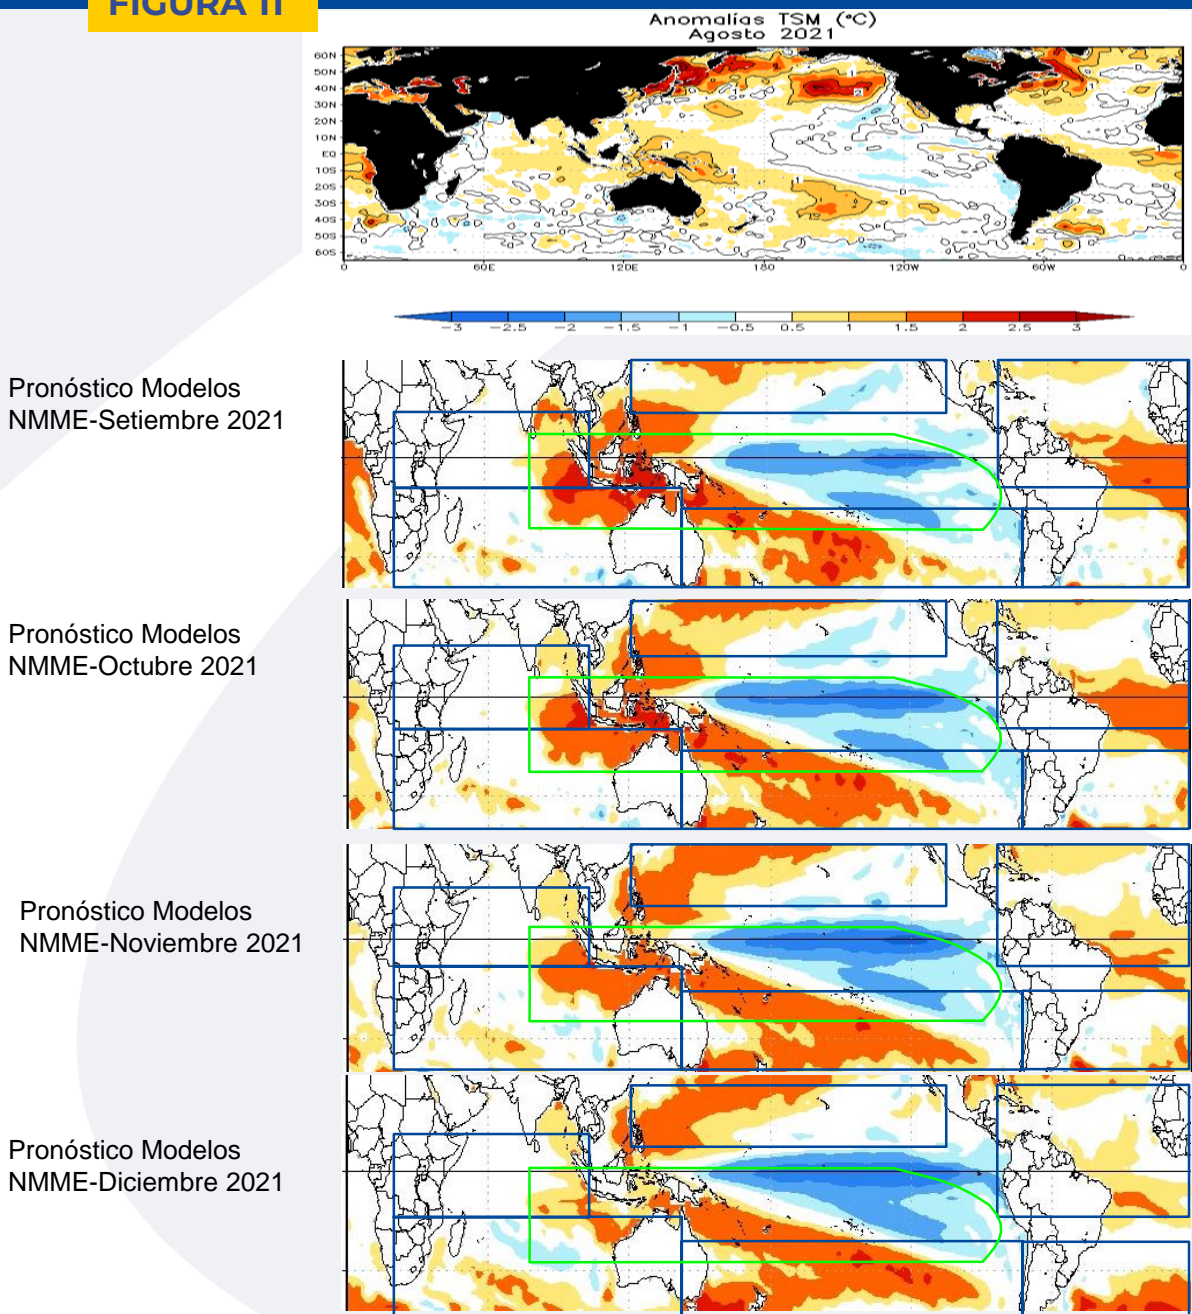 FIGURA 11
Anomalías TSM (°C)
Agosto 2021
60N
50N
40N
30N
20N
10N
EQ
10S
20S
30S
40S
50S
60S
0 60E 120E 180 120W 60W 0
-3 -2.5 -2 -1.5 -1 -0.5 0.5 1 1.5 2 2.5 3
Pronóstico Modelos
NMME-Setiembre 2021
Pronóstico Modelos
NMME-Octubre 2021
Pronóstico Modelos
NMME-Noviembre 2021
Pronóstico Modelos
NMME-Diciembre 2021